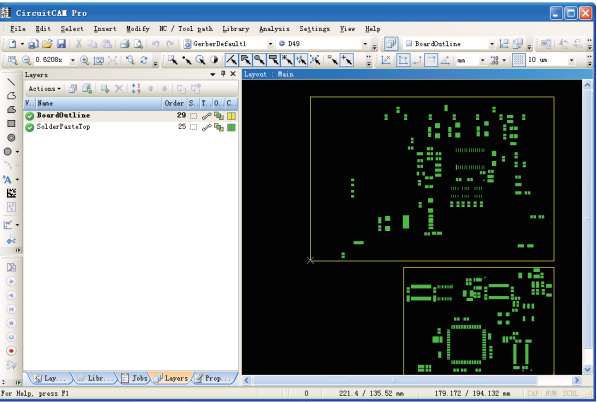 CircuitCAM Pro
File Edit Select Insert Modify NC / Tool path Library Analysis Settings View Help
GerberDefault1 D49 BoardOutline
0.6208x mm 10 um
Layers Layout : Main
Actions
V.. Name Order S.. T.. O.. C..
BoardOutline 29
SolderPasteTop 25
Lay... Libr... Jobs Layers Prop...
For Help, press F1 0 221.4 / 135.52 mm 179.172 / 194.132 mm CAP NUM SCRL